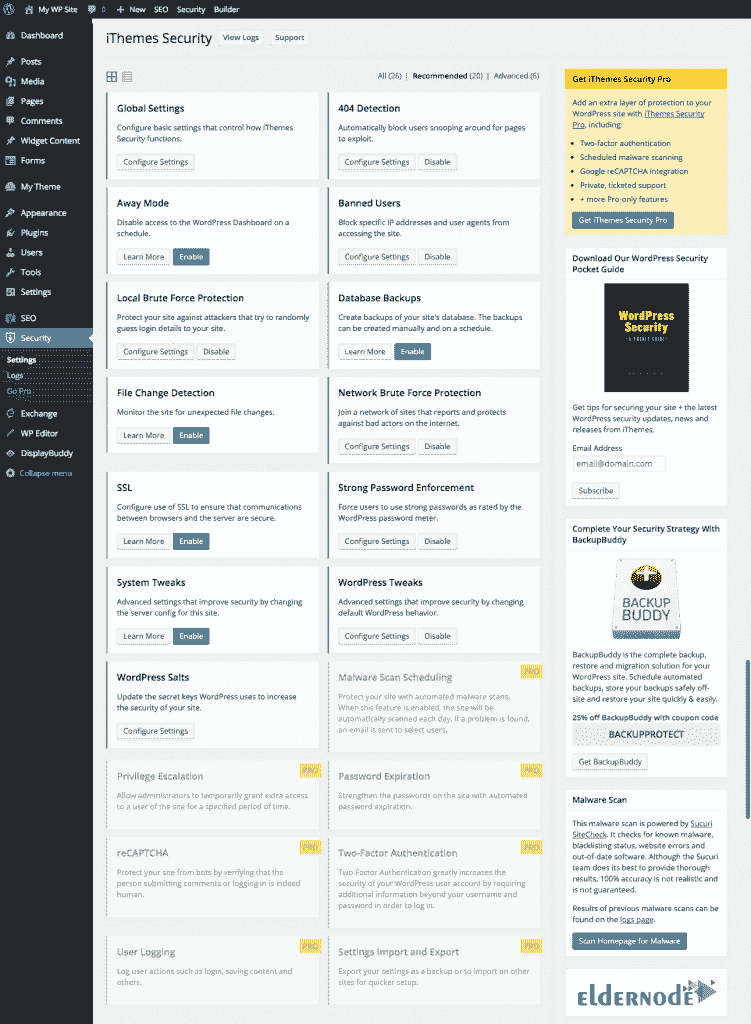 My WP Site 0 + New SEO Security Builder
Dashboard
Posts
Media
Pages
Comments
Widget Content
Forms
My Theme
Appearance
Plugins
Users
Tools
Settings
SEO
Security
Settings
Logs
Go Pro
Exchange
WP Editor
DisplayBuddy
Collapse menu
iThemes Security View Logs Support
All (26) | Recommended (20) | Advanced (6)
Global Settings
Configure basic settings that control how iThemes
Security functions.
Configure Settings
404 Detection
Automatically block users snooping around for pages
to exploit.
Configure Settings Disable
Away Mode
Disable access to the WordPress Dashboard on a
schedule.
Learn More Enable
Banned Users
Block specific IP addresses and user agents from
accessing the site.
Configure Settings Disable
Local Brute Force Protection
Protect your site against attackers that try to randomly
guess login details to your site.
Configure Settings Disable
Database Backups
Create backups of your site's database. The backups
can be created manually and on a schedule.
Learn More Enable
File Change Detection
Monitor the site for unexpected file changes.
Learn More Enable
Network Brute Force Protection
Join a network of sites that reports and protects
against bad actors on the internet.
Configure Settings Disable
SSL
Configure use of SSL to ensure that communications
between browsers and the server are secure.
Learn More Enable
Strong Password Enforcement
Force users to use strong passwords as rated by the
WordPress password meter.
Configure Settings Disable
System Tweaks
Advanced settings that improve security by changing
the server config for this site.
Learn More Enable
WordPress Tweaks
Advanced settings that improve security by changing
default WordPress behavior.
Configure Settings Disable
WordPress Salts
Update the secret keys WordPress uses to increase
the security of your site.
Configure Settings
Malware Scan Scheduling PRO
Protect your site with automated malware scans.
When this feature is enabled, the site will be
automatically scanned each day. If a problem is found,
an email is sent to select users.
Privilege Escalation PRO
Allow administrators to temporarily grant extra access
to a user of the site for a specified period of time.
Password Expiration PRO
Strengthen the passwords on the site with automated
password expiration.
reCAPTCHA PRO
Protect your site from bots by verifying that the
person submitting comments or logging in is indeed
human.
Two-Factor Authentication PRO
Two-Factor Authentication greatly increases the
security of your WordPress user account by requiring
additional information beyond your username and
password in order to log in.
User Logging PRO
Log user actions such as login, saving content and
others.
Settings Import and Export PRO
Export your settings as a backup or to import on other
sites for quicker setup.
Get iThemes Security Pro
Add an extra layer of protection to your
WordPress site with iThemes Security
Pro, including:
• Two-factor authentication
• Scheduled malware scanning
• Google reCAPTCHA integration
• Private, ticketed support
• + more Pro-only features
Get iThemes Security Pro
Download Our WordPress Security
Pocket Guide
WordPress
Security
A POCKET GUIDE
Get tips for securing your site + the latest
WordPress security updates, news and
releases from iThemes.
Email Address
email@domain.com
Subscribe
Complete Your Security Strategy With
BackupBuddy
BACKUP
BUDDY
BackupBuddy is the complete backup,
restore and migration solution for your
WordPress site. Schedule automated
backups, store your backups safely off-
site and restore your site quickly & easily.
25% off BackupBuddy with coupon code
BACKUPPROTECT
Get BackupBuddy
Malware Scan
This malware scan is powered by Sucuri
SiteCheck. It checks for known malware,
blacklisting status, website errors and
out-of-date software. Although the Sucuri
team does its best to provide thorough
results, 100% accuracy is not realistic and
is not guaranteed.
Results of previous malware scans can be
found on the logs page.
Scan Homepage for Malware
eldernode